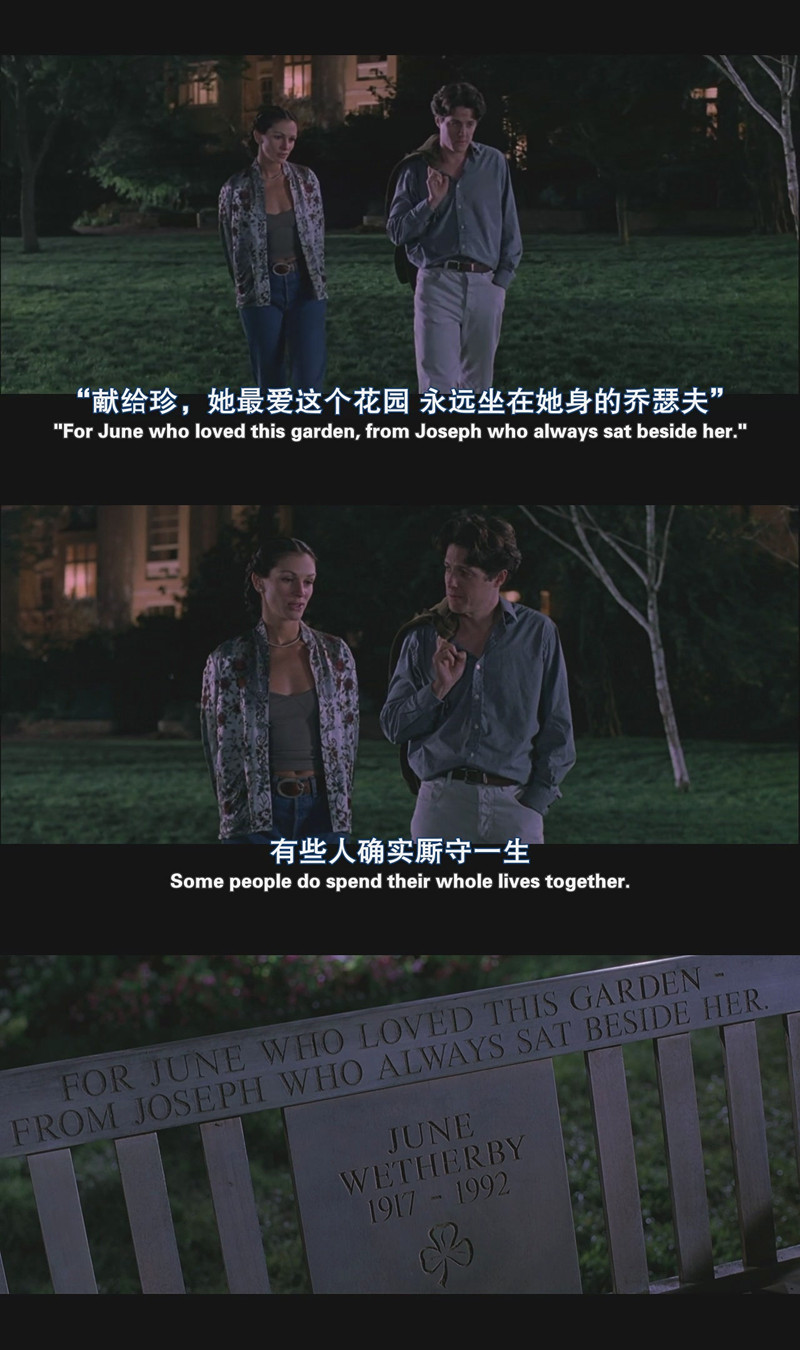 “献给珍，她最爱这个花园 永远坐在她身的乔瑟夫”
"For June who loved this garden, from Joseph who always sat beside her."
有些人确实厮守一生
Some people do spend their whole lives together.
FOR JUNE WHO LOVED THIS GARDEN -
FROM JOSEPH WHO ALWAYS SAT BESIDE HER.
JUNE
WETHERBY
1917 - 1992